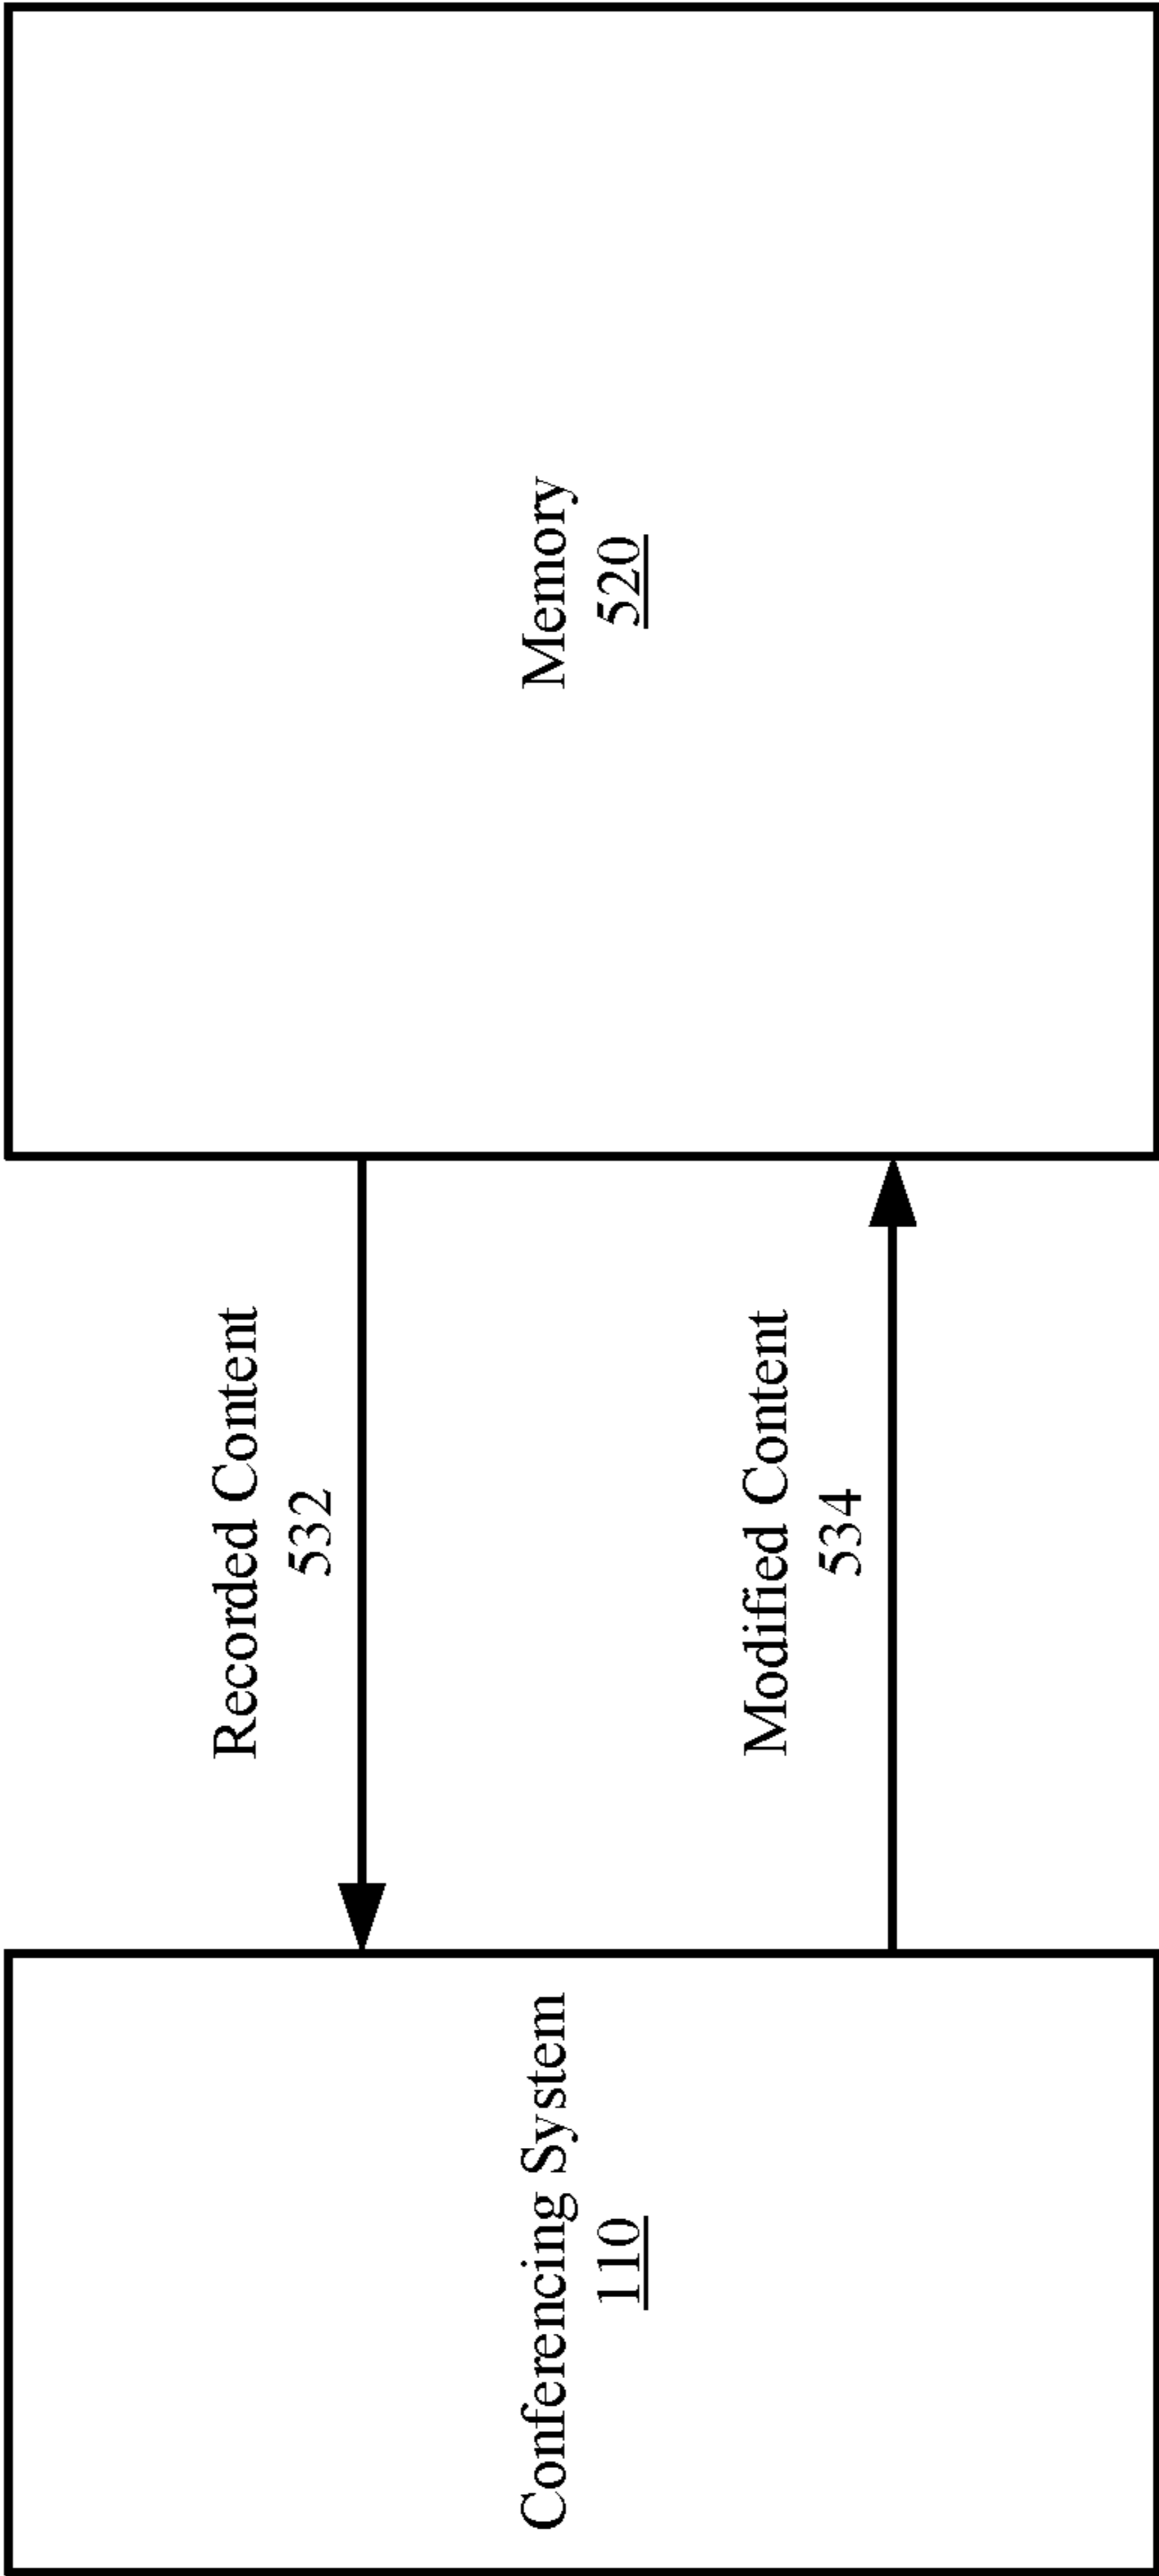 Conferencing System
110
Recorded Content
532
Modified Content
534
Memory
520